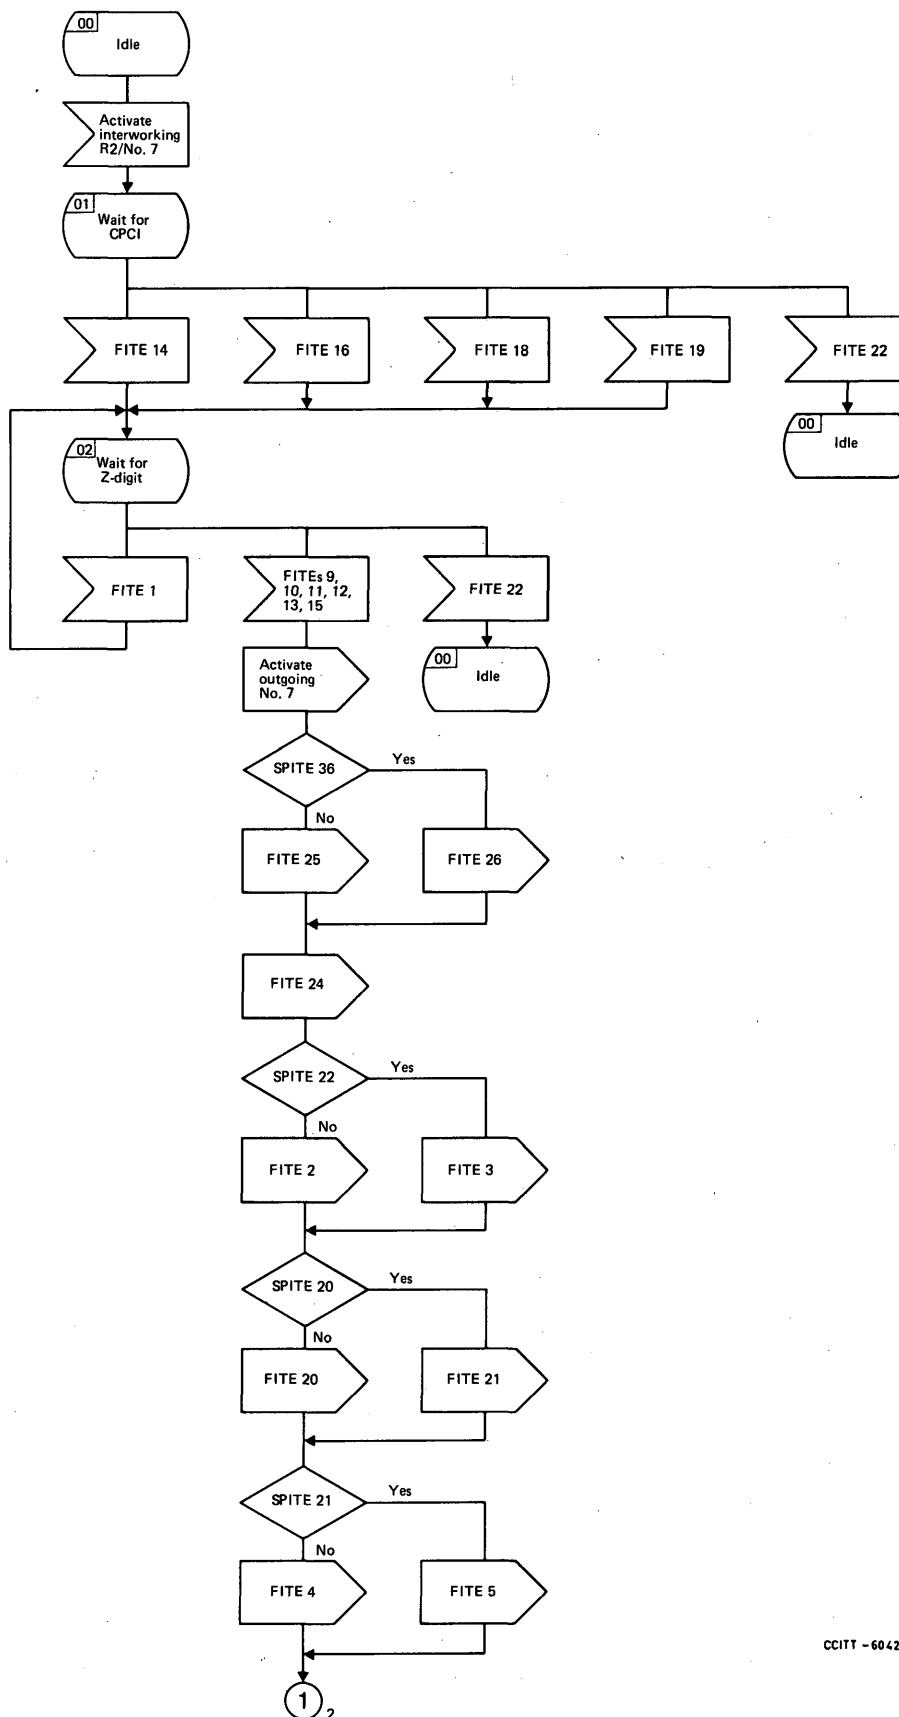 00
Idle
Activate
interworking
R2/No. 7
01
Wait for
CPCI
FITE 14
FITE 16
FITE 18
FITE 19
FITE 22
00
Idle
02
Wait for
Z-digit
FITE 1
FITEs 9,
10, 11, 12,
13, 15
FITE 22
Activate
outgoing
No. 7
00
Idle
SPITE 36
Yes
No
FITE 25
FITE 26
FITE 24
SPITE 22
Yes
No
FITE 2
FITE 3
SPITE 20
Yes
No
FITE 20
FITE 21
SPITE 21
Yes
No
FITE 4
FITE 5
CCITT - 6042
1
2